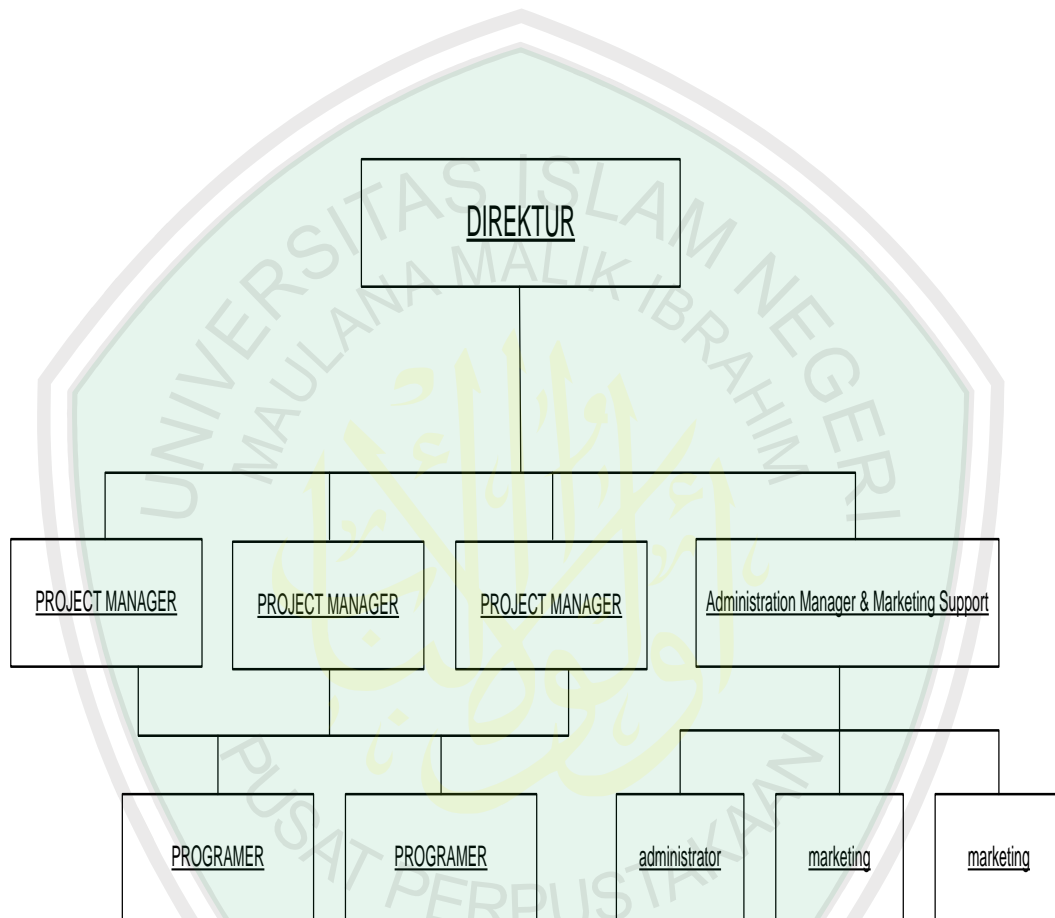 UNIVERSITAS ISLAM NEGERI
MAULANA MALIK IBRAHIM
DIREKTUR
PROJECT MANAGER
PROJECT MANAGER
PROJECT MANAGER
Administration Manager & Marketing Support
PROGRAMER
PROGRAMER
administrator
marketing
marketing
PUSAT PERPUSTAKAAN